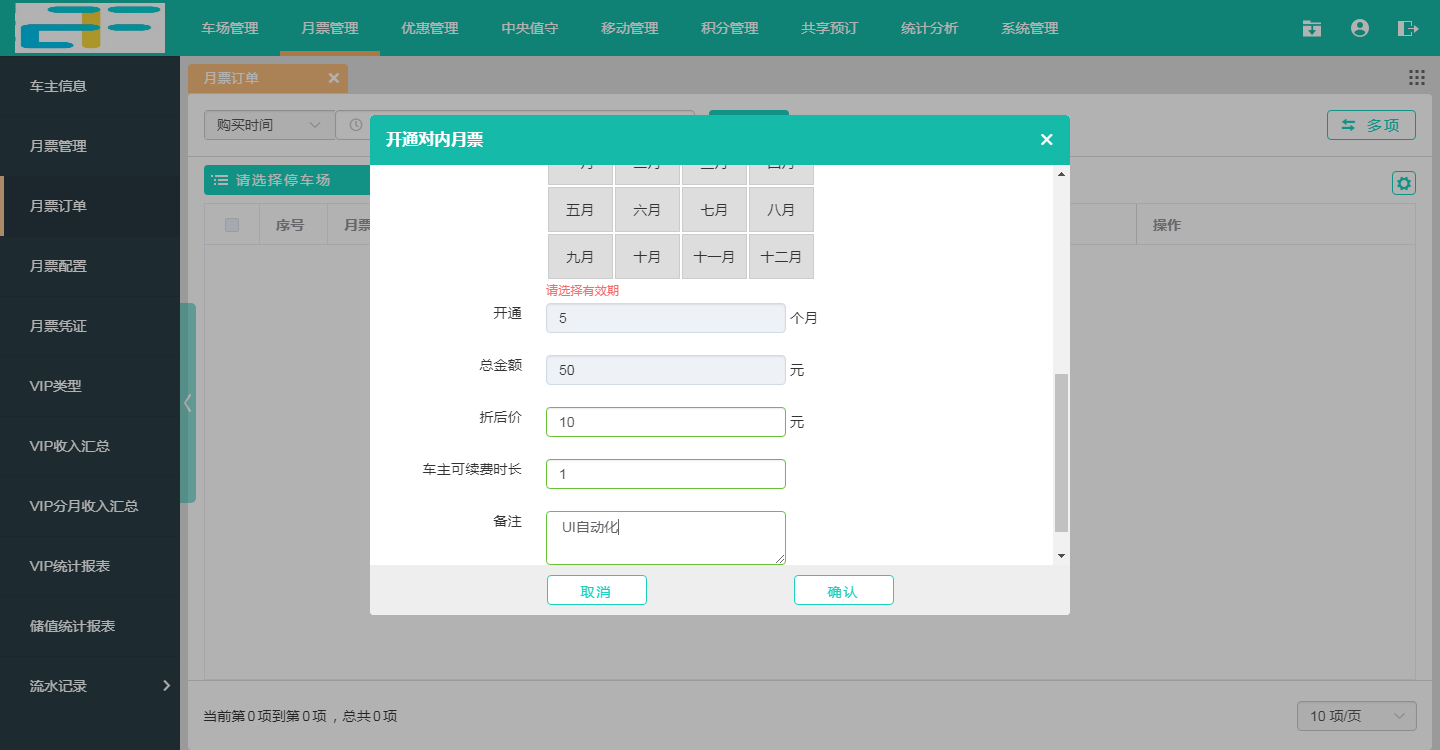 车场管理 月票管理 优惠管理 中央值守 移动管理 积分管理 共享预订 统计分析 系统管理
车主信息
月票管理
月票订单
月票配置
月票凭证
VIP类型
VIP收入汇总
VIP分月收入汇总
VIP统计报表
储值统计报表
流水记录
月票订单
购买时间
多项
请选择停车场
序号 月票 操作
开通对内月票
五月 六月 七月 八月
九月 十月 十一月 十二月
请选择有效期
开通 5 个月
总金额 50 元
折后价 10 元
车主可续费时长 1
备注 UI自动化
取消 确认
当前第0项到第0项，总共0项
10 项/页